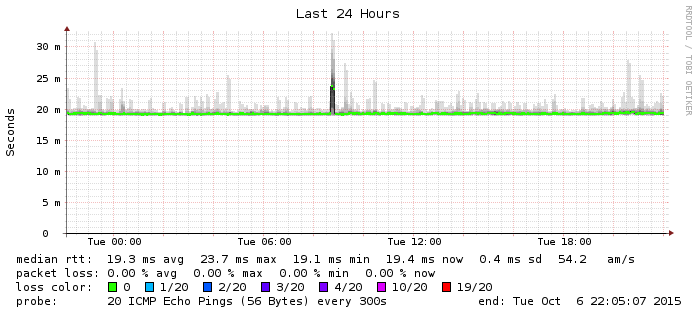 Last 24 Hours
RRDTOOL / TOBI OETIKER
Seconds
30 m
25 m
20 m
15 m
10 m
5 m
0
Tue 00:00 Tue 06:00 Tue 12:00 Tue 18:00
median rtt: 19.3 ms avg 23.7 ms max 19.1 ms min 19.4 ms now 0.4 ms sd 54.2 am/s
packet loss: 0.00 % avg 0.00 % max 0.00 % min 0.00 % now
loss color: 0 1/20 2/20 3/20 4/20 10/20 19/20
probe: 20 ICMP Echo Pings (56 Bytes) every 300s end: Tue Oct 6 22:05:07 2015